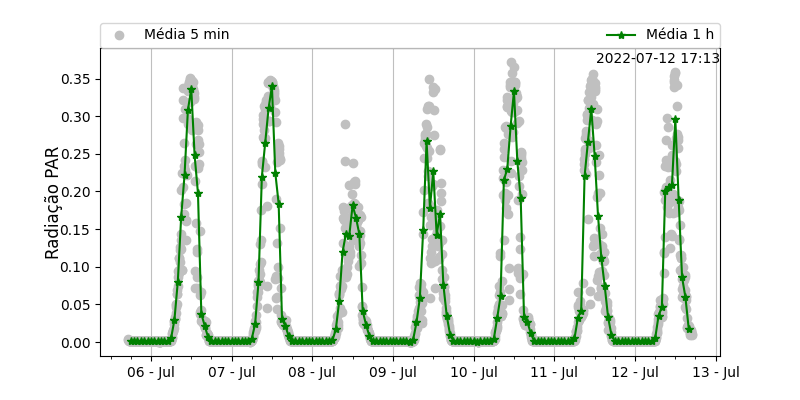 Média 5 min
Média 1 h
2022-07-12 17:13
Radiação PAR
0.35
0.30
0.25
0.20
0.15
0.10
0.05
0.00
06 - Jul
07 - Jul
08 - Jul
09 - Jul
10 - Jul
11 - Jul
12 - Jul
13 - Jul